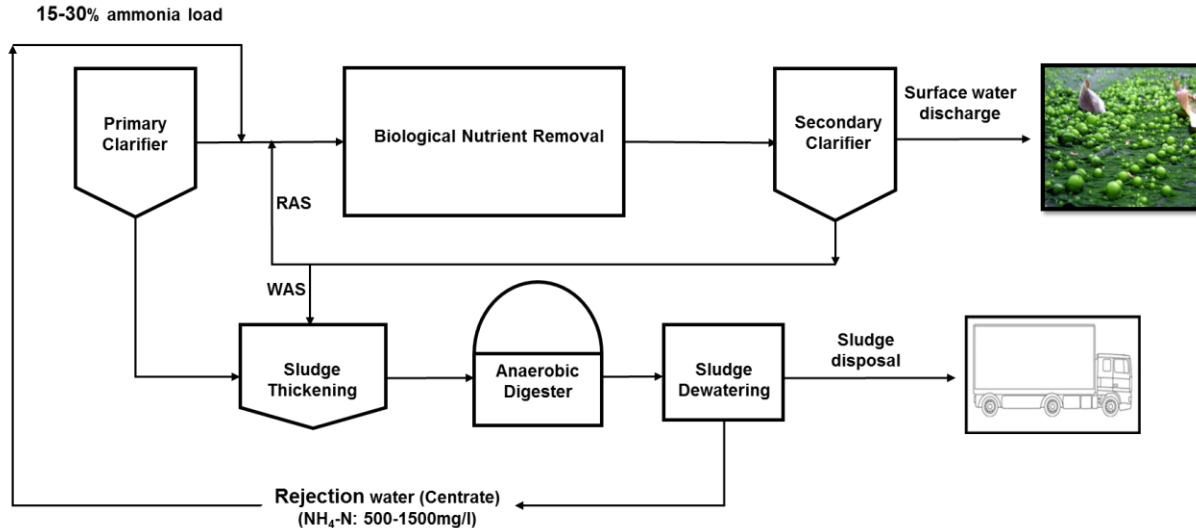 15-30% ammonia load
Primary
Clarifier
Biological Nutrient Removal
Secondary
Clarifier
Surface water
discharge
RAS
WAS
Sludge
Thickening
Anaerobic
Digester
Sludge
Dewatering
Sludge
disposal
Rejection water (Centrate)
(NH₄-N: 500-1500mg/l)